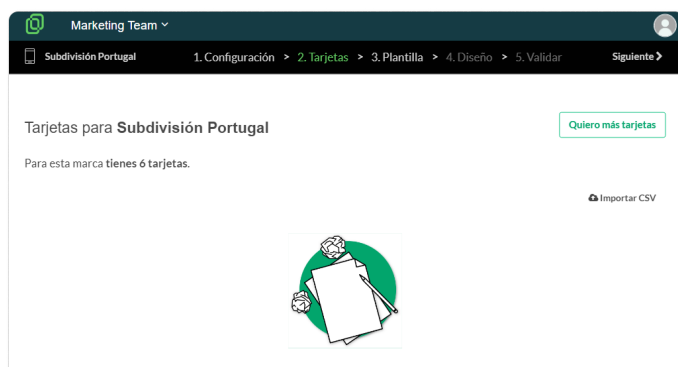 Marketing Team
Subdivisión Portugal
1. Configuración > 2. Tarjetas > 3. Plantilla > 4. Diseño > 5. Validar
Siguiente
Tarjetas para Subdivisión Portugal
Quiero más tarjetas
Para esta marca tienes 6 tarjetas.
Importar CSV